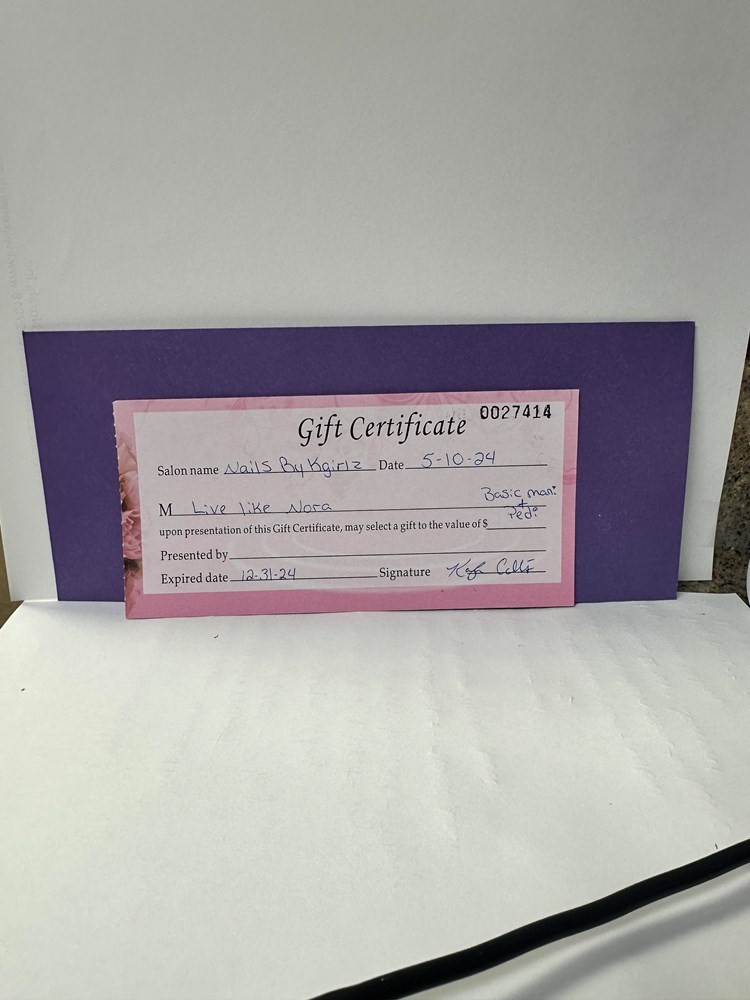 Gift Certificate 0027414
Salon name Nails By Kgirlz Date 5-10-24
Basic mani
M Live like Nora + Pedi
upon presentation of this Gift Certificate, may select a gift to the value of $
Presented by
Expired date 12-31-24 Signature